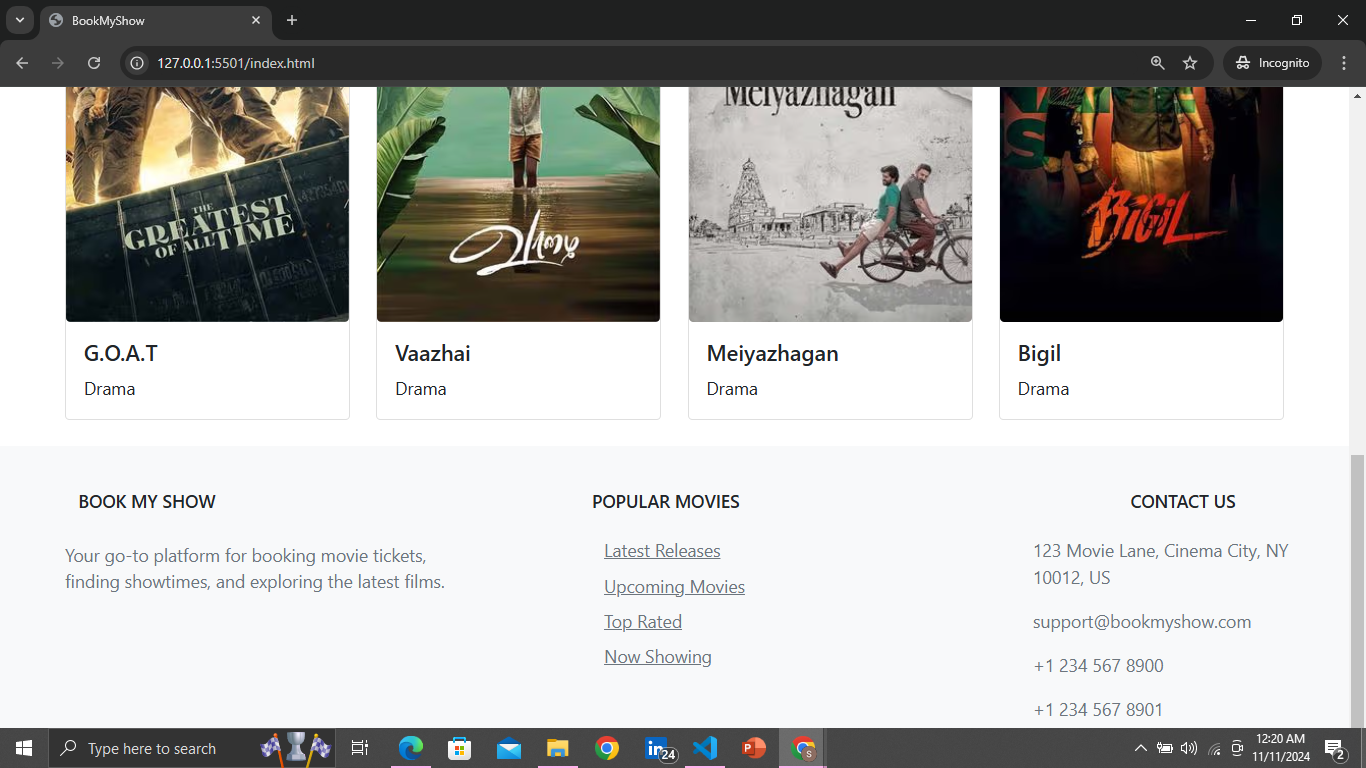 BookMyShow
127.0.0.1:5501/index.html
Incognito
Meiyazhagan
THE
GREATEST
OF ALL TIME
வாழை
BIGIL
G.O.A.T
Vaazhai
Meiyazhagan
Bigil
Drama
Drama
Drama
Drama
BOOK MY SHOW
POPULAR MOVIES
CONTACT US
Your go-to platform for booking movie tickets,
finding showtimes, and exploring the latest films.
Latest Releases
Upcoming Movies
Top Rated
Now Showing
123 Movie Lane, Cinema City, NY
10012, US
support@bookmyshow.com
+1 234 567 8900
+1 234 567 8901
Type here to search
24
12:20 AM
11/11/2024
2